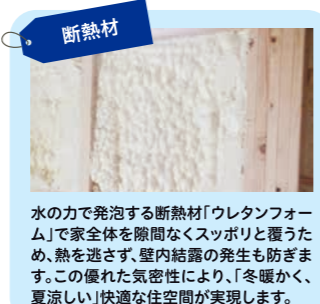 断熱材
水の力で発泡する断熱材「ウレタンフォー
ム」で家全体を隙間なくスッポリと覆うた
め、熱を逃さず、壁内結露の発生も防ぎま
す。この優れた気密性により、「冬暖かく、
夏涼しい」快適な住空間が実現します。